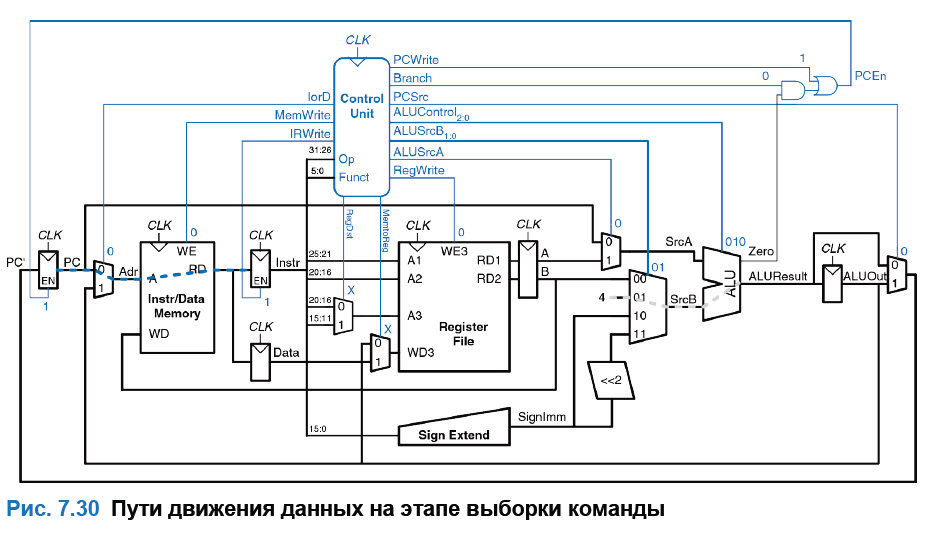 CLK
PCWrite
1
Branch
0
PCEn
IorD
Control
Unit
PCSrc
MemWrite
ALUControl2:0
IRWrite
ALUSrcB1:0
31:26
Op
ALUSrcA
5:0
Funct
RegWrite
RegDst
MemtoReg
CLK
CLK
CLK
CLK
CLK
0
0
0
0
010
0
PC'
PC
EN
1
0
1
Adr
A
WE
RD
Instr/Data
Memory
WD
EN
1
Instr
25:21
A1
WE3
RD1
A
0
1
SrcA
Zero
CLK
20:16
A2
RD2
B
00
01
ALU
ALUResult
ALUOut
0
1
4
01
SrcB
20:16
X
0
A3
10
15:11
1
Register
File
11
CLK
X
Data
0
1
WD3
<<2
SignImm
15:0
Sign Extend
Рис. 7.30 Пути движения данных на этапе выборки команды